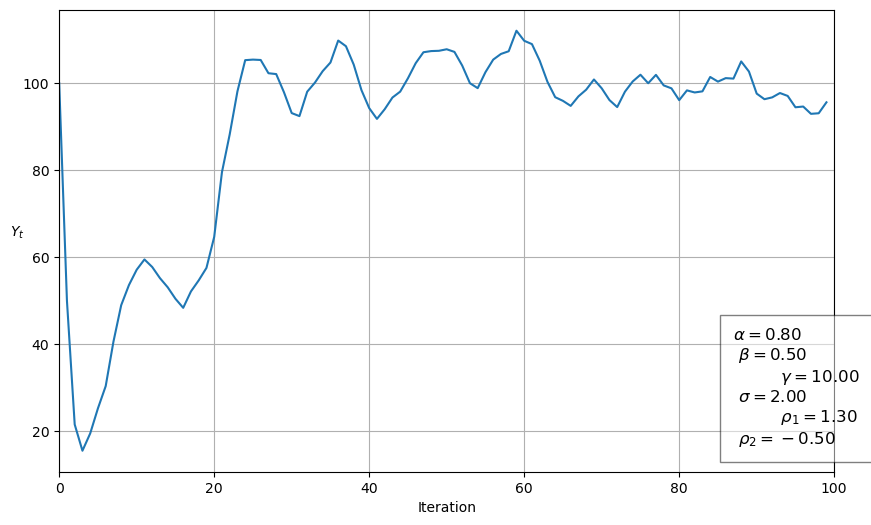 100
80
60
40
20
Y_t
0 20 40 60 80 100
Iteration
α = 0.80
β = 0.50
γ = 10.00
σ = 2.00
ρ₁ = 1.30
ρ₂ = −0.50